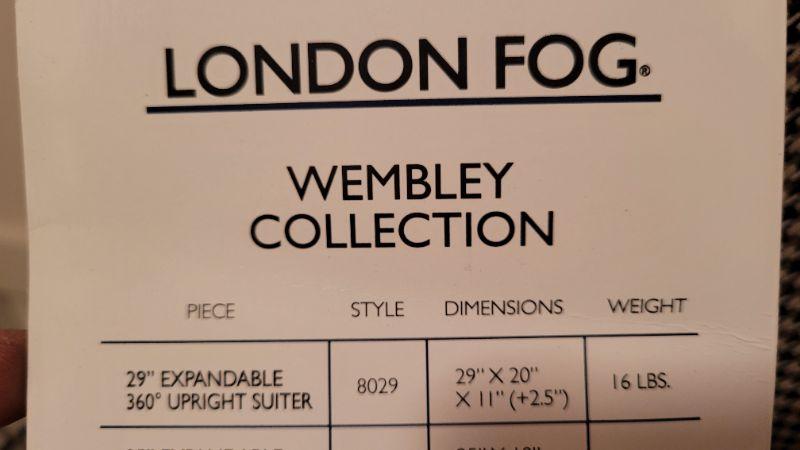 LONDON FOG®
WEMBLEY
COLLECTION
PIECE STYLE DIMENSIONS WEIGHT
29" EXPANDABLE
360° UPRIGHT SUITER
8029
29" X 20"
X 11" (+2.5")
16 LBS.